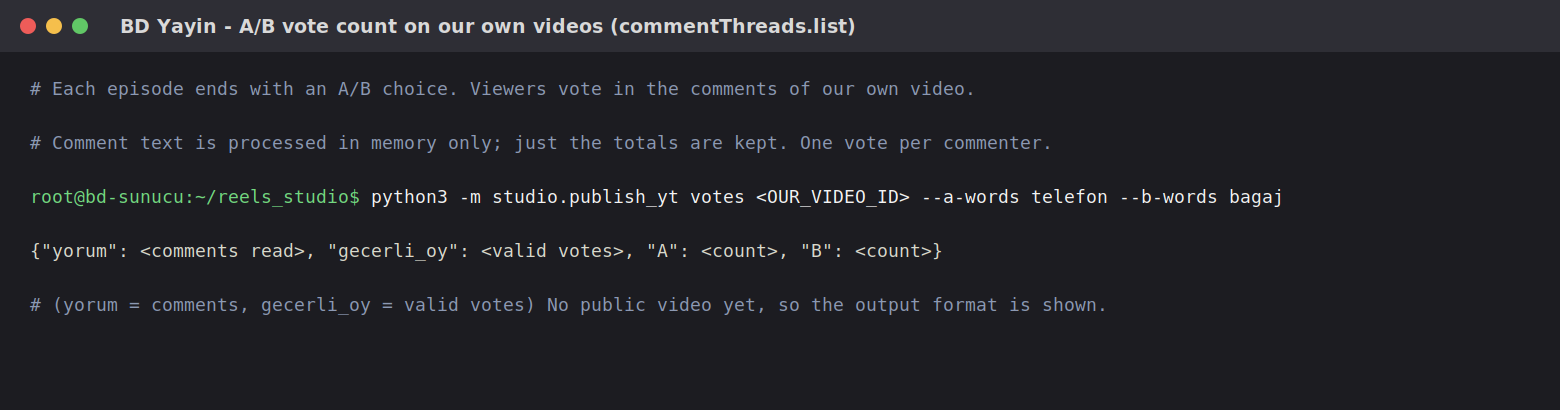 BD Yayin - A/B vote count on our own videos (commentThreads.list)
# Each episode ends with an A/B choice. Viewers vote in the comments of our own video.
# Comment text is processed in memory only; just the totals are kept. One vote per commenter.
root@bd-sunucu:~/reels_studio$ python3 -m studio.publish_yt votes <OUR_VIDEO_ID> --a-words telefon --b-words bagaj
{"yorum": <comments read>, "gecerli_oy": <valid votes>, "A": <count>, "B": <count>}
# (yorum = comments, gecerli_oy = valid votes) No public video yet, so the output format is shown.